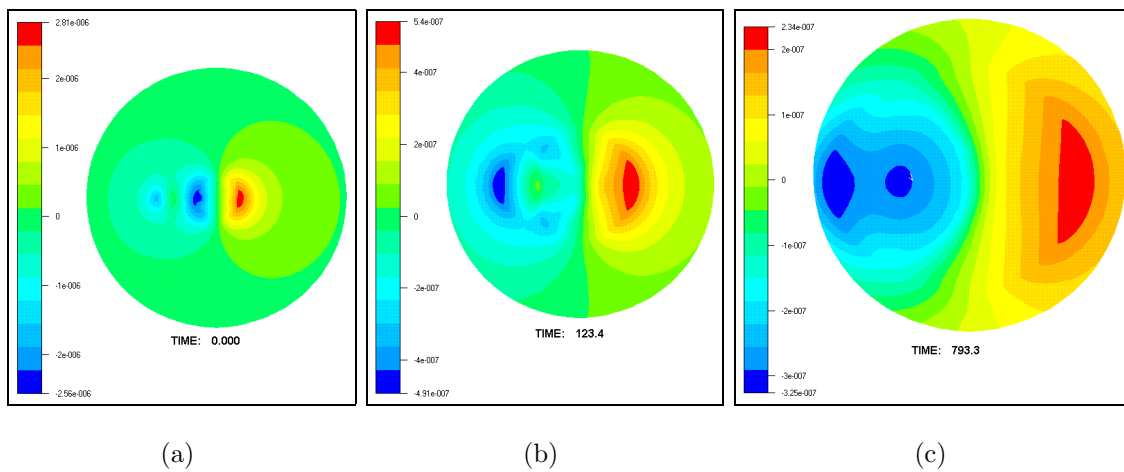 2.81e-006
2e-006
1e-006
0
-1e-006
-2e-006
-2.56e-006
TIME: 0.000
5.4e-007
4e-007
2e-007
0
-2e-007
-4e-007
-4.91e-007
TIME: 123.4
2.34e-007
2e-007
1e-007
0
-1e-007
-2e-007
-3e-007
-3.25e-007
TIME: 793.3
(a)
(b)
(c)